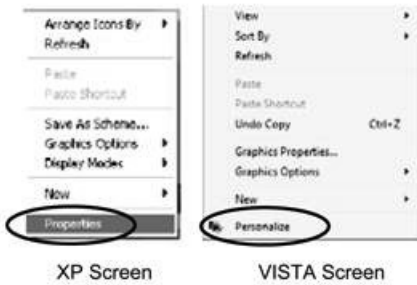 Arrange Icons By
Refresh
Paste
Paste Shortcut
Save As Scheme...
Graphics Options
Display Modes
New
Properties
XP Screen
View
Sort By
Refresh
Paste
Paste Shortcut
Undo Copy Ctrl+Z
Graphics Properties...
Graphics Options
New
Personalize
VISTA Screen